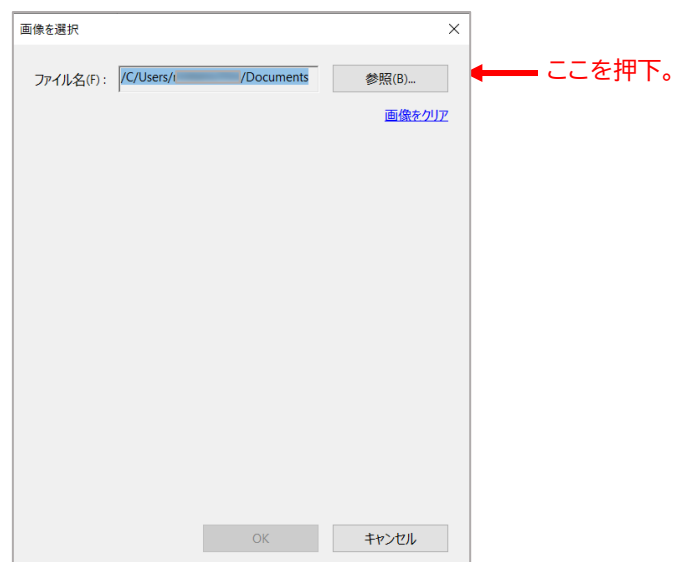 画像を選択
ファイル名(F)： /C/Users/ /Documents 参照(B)... ここを押下。
画像をクリア
OK キャンセル